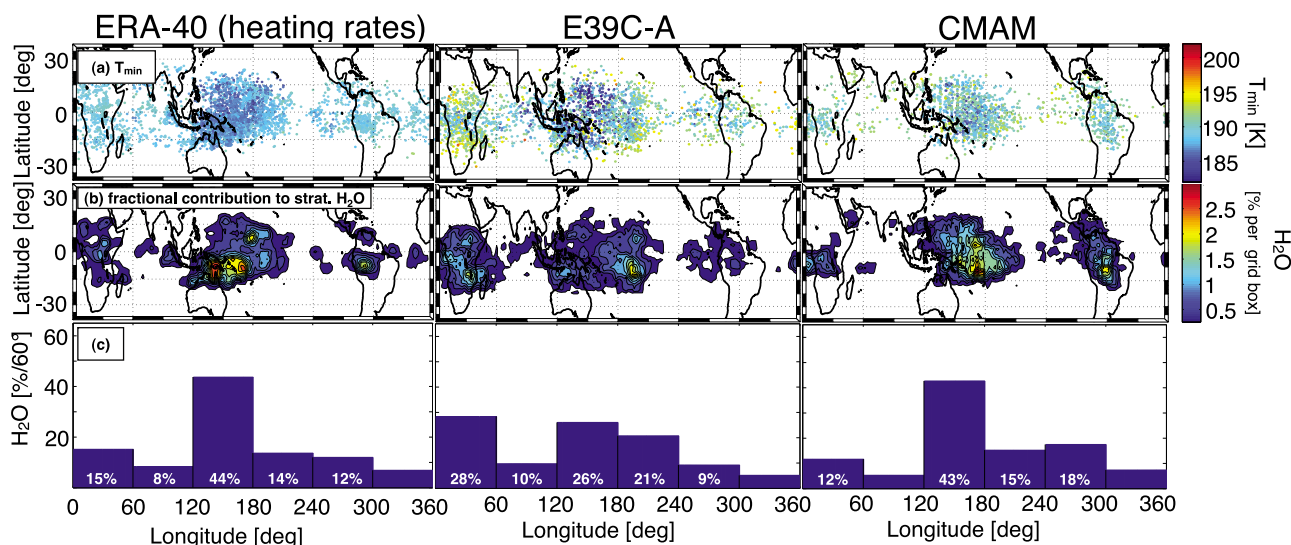 ERA-40 (heating rates) E39C-A CMAM
Latitude [deg]
30
0
-30
(a) Tmin
200
195
190
185
Tmin [K]
Latitude [deg]
30
0
-30
(b) fractional contribution to strat. H2O
2.5
2
1.5
1
0.5
[% per grid box]
H2O
H2O [%/60°]
60
40
20
(c)
15% 8% 44% 14% 12%
28% 10% 26% 21% 9%
12% 43% 15% 18%
0 60 120 180 240 300 360
60 120 180 240 300 360
60 120 180 240 300 360
Longitude [deg] Longitude [deg] Longitude [deg]